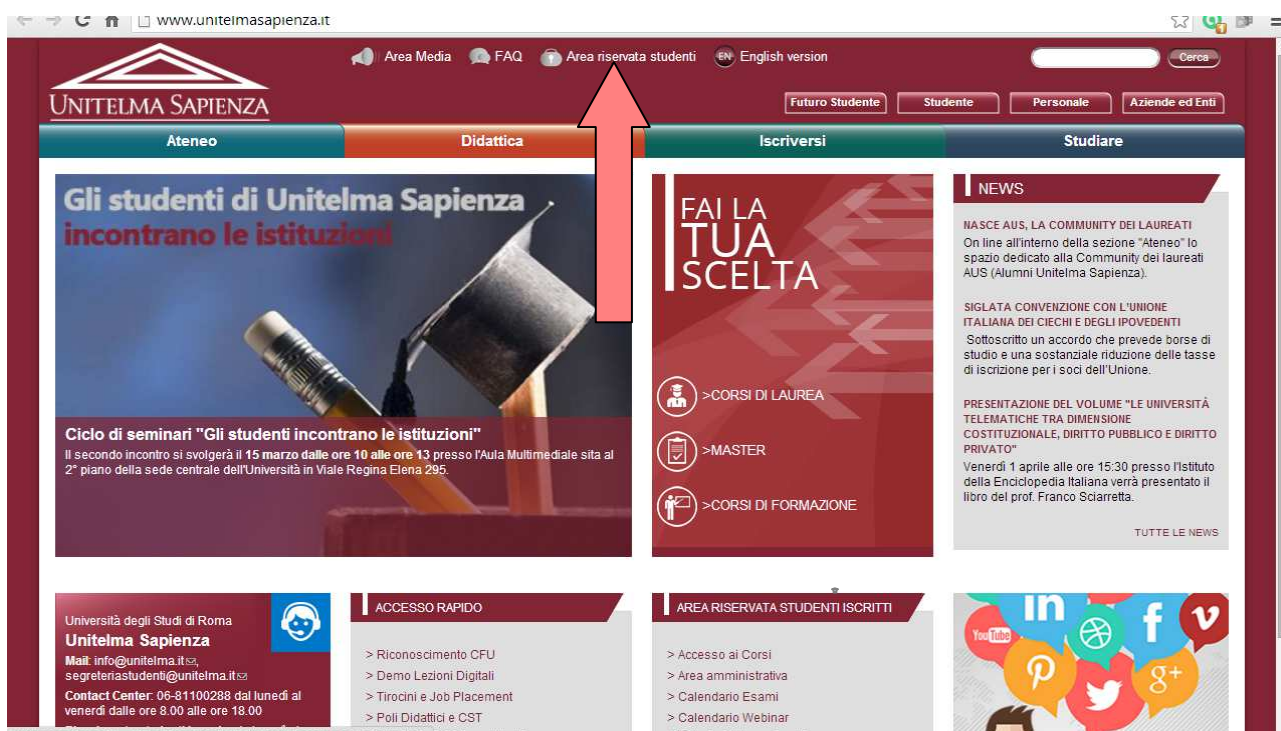 www.unitelmasapienza.it
Area Media FAQ Area riservata studenti EN English version
Cerca
UNITELMA SAPIENZA
Futuro Studente Studente Personale Aziende ed Enti
Ateneo Didattica Iscriversi Studiare
Gli studenti di Unitelma Sapienza
incontrano le istituzioni
Ciclo di seminari "Gli studenti incontrano le istituzioni"
Il secondo incontro si svolgerà il 15 marzo dalle ore 10 alle ore 13 presso l'Aula Multimediale sita al
2° piano della sede centrale dell'Università in Viale Regina Elena 295.
FAI LA
TUA
SCELTA
>CORSI DI LAUREA
>MASTER
>CORSI DI FORMAZIONE
NEWS
NASCE AUS, LA COMMUNITY DEI LAUREATI
On line all'interno della sezione "Ateneo" lo
spazio dedicato alla Community dei laureati
AUS (Alumni Unitelma Sapienza).
SIGLATA CONVENZIONE CON L'UNIONE
ITALIANA DEI CIECHI E DEGLI IPOVEDENTI
Sottoscritto un accordo che prevede borse di
studio e una sostanziale riduzione delle tasse
di iscrizione per i soci dell'Unione.
PRESENTAZIONE DEL VOLUME "LE UNIVERSITÀ
TELEMATICHE TRA DIMENSIONE
COSTITUZIONALE, DIRITTO PUBBLICO E DIRITTO
PRIVATO"
Venerdì 1 aprile alle ore 15:30 presso l'Istituto
della Enciclopedia Italiana verrà presentato il
libro del prof. Franco Sciarretta.
TUTTE LE NEWS
Università degli Studi di Roma
Unitelma Sapienza
Mail: info@unitelma.it,
segreteriastudenti@unitelma.it
Contact Center: 06-81100288 dal lunedì al
venerdì dalle ore 8.00 alle ore 18.00
ACCESSO RAPIDO
> Riconoscimento CFU
> Demo Lezioni Digitali
> Tirocini e Job Placement
> Poli Didattici e CST
AREA RISERVATA STUDENTI ISCRITTI
> Accesso ai Corsi
> Area amministrativa
> Calendario Esami
> Calendario Webinar
in
You Tube
f
g+